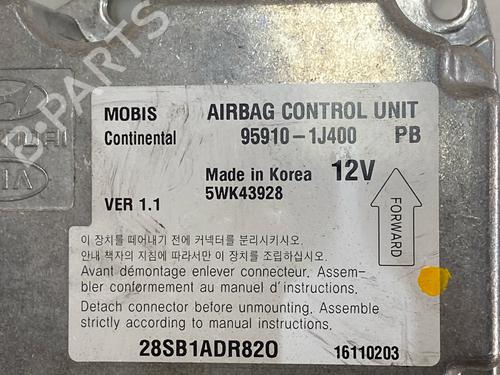 MOBIS AIRBAG CONTROL UNIT
Continental 95910-1J400 PB
Made in Korea 12V
5WK43928
VER 1.1
FORWARD
이 장치를 떼어내기 전에 커넥터를 분리시키시오.
안내 책자의 지침에 따라서만 이 장치를 조립하십시오.
Avant démontage enlever connecteur. Assem-
bler conformement au manuel d'instructions.
Detach connector before unmounting. Assemble
strictly according to manual instructions.
28SB1ADR82O 16110203